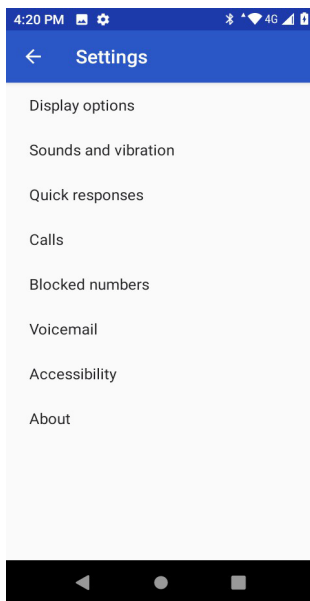 4:20 PM 4G
Settings
Display options
Sounds and vibration
Quick responses
Calls
Blocked numbers
Voicemail
Accessibility
About